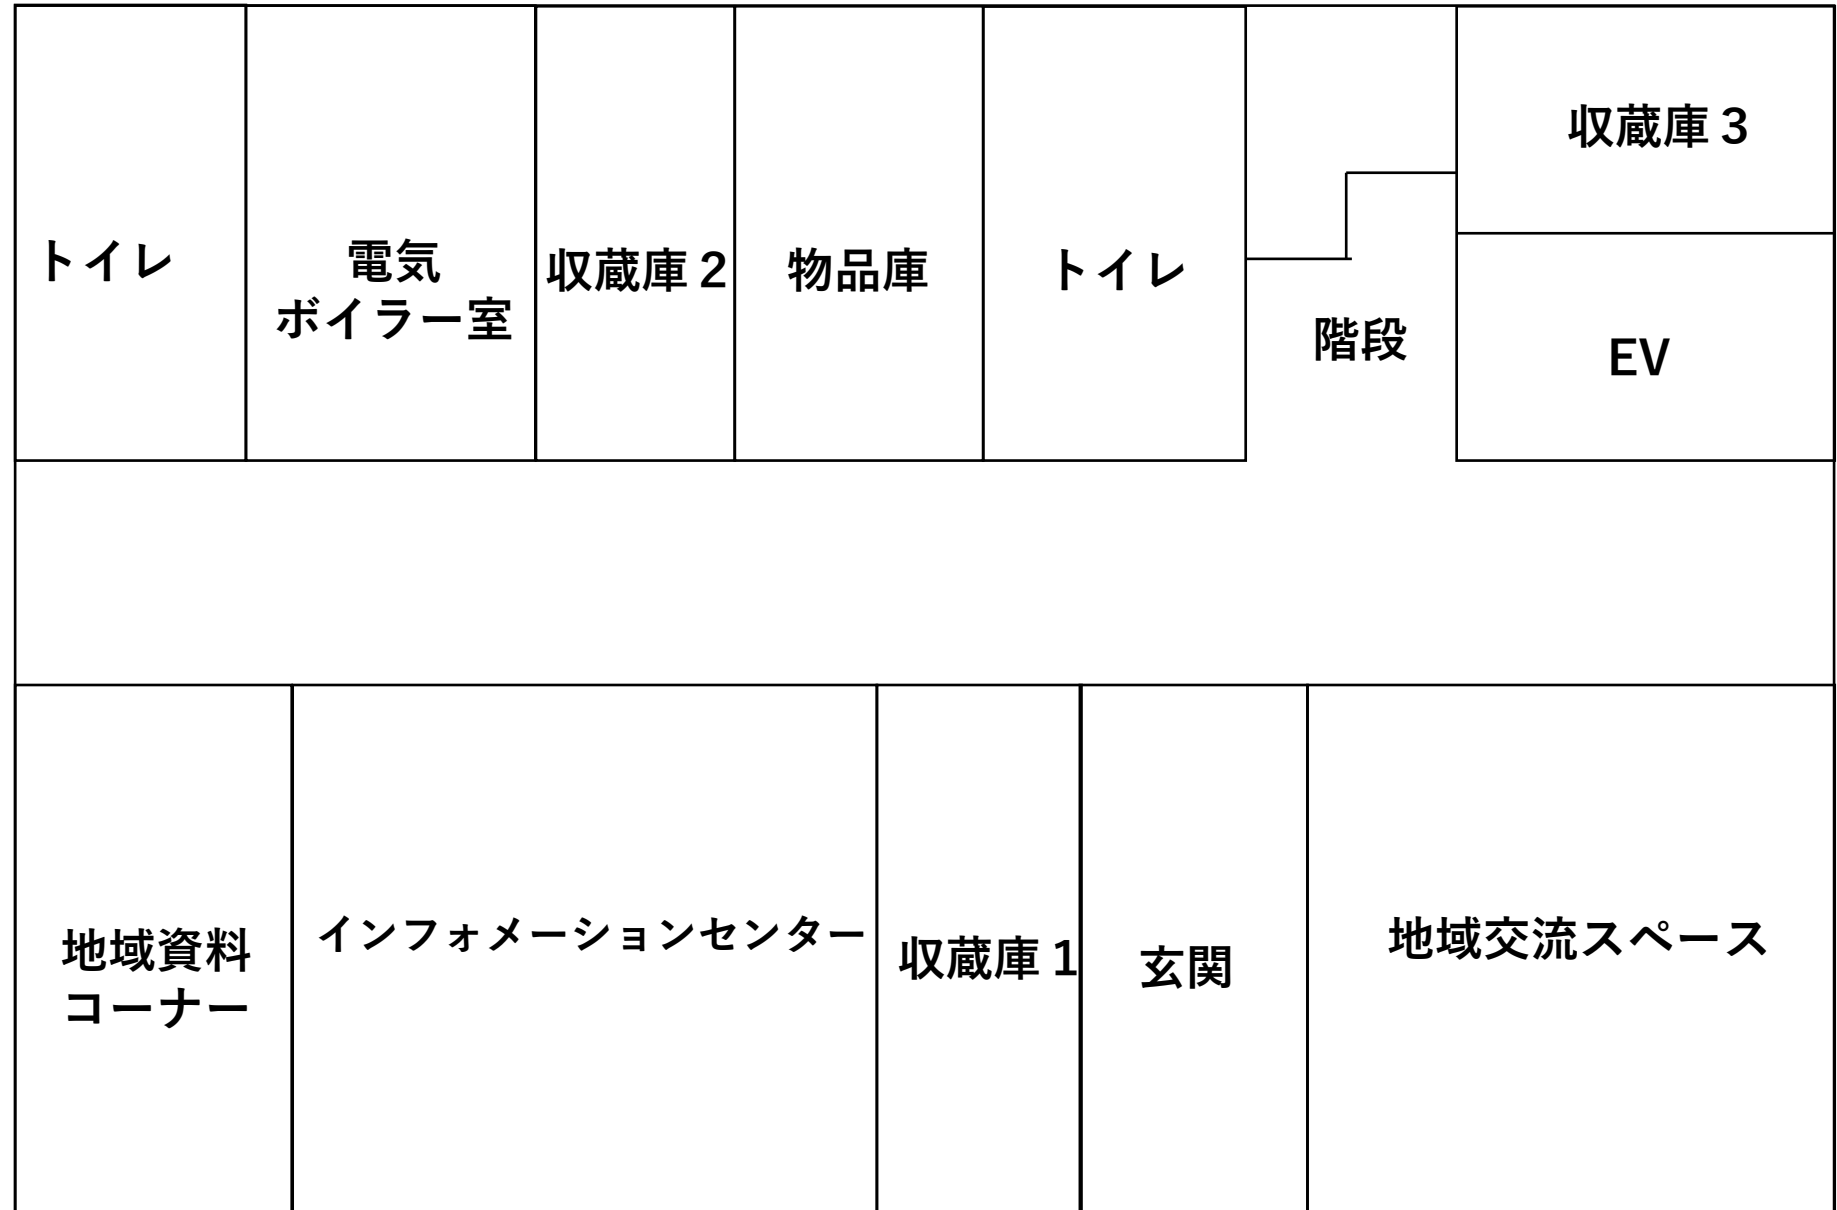 トイレ
電気
ボイラー室
収蔵庫２
物品庫
トイレ
階段
収蔵庫３
EV
地域資料
コーナー
インフォメーションセンター
収蔵庫１
玄関
地域交流スペース